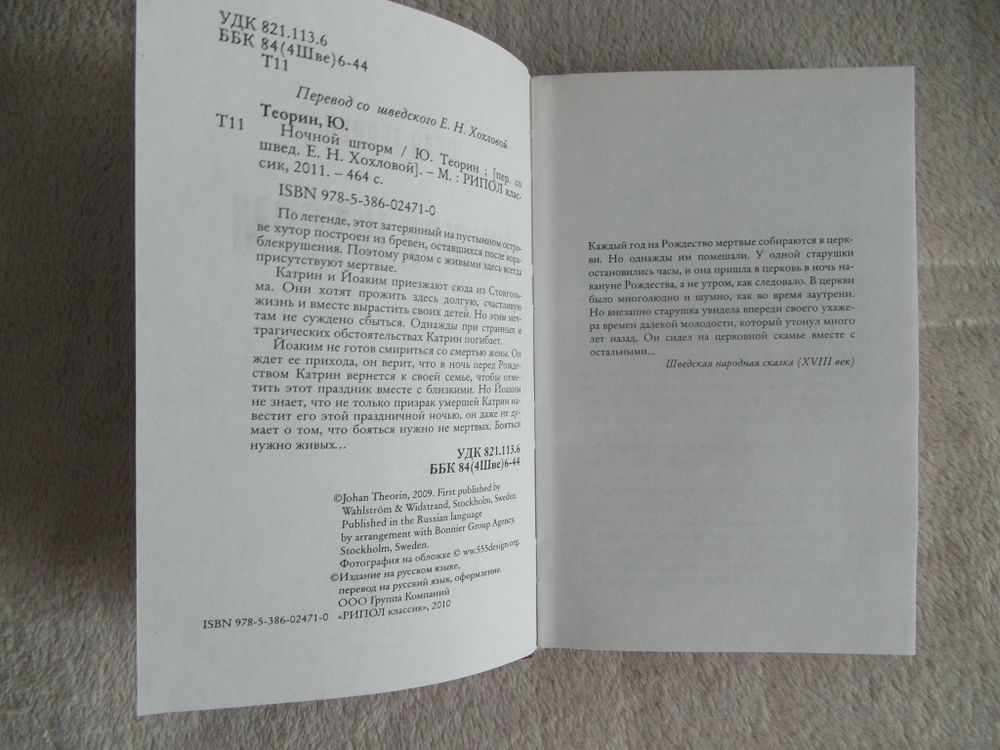 УДК 821.113.6
ББК 84(4Шве)6-44
Т11
Перевод со шведского Е. Н. Хохловой
Теорин, Ю.
Т11 Ночной шторм / Ю. Теорин ; [пер. со
швед. Е. Н. Хохловой]. – М. : РИПОЛ клас-
сик, 2011. – 464 с.
ISBN 978-5-386-02471-0
По легенде, этот затерянный на пустынном остро-
ве хутор построен из бревен, оставшихся после кора-
блекрушения. Поэтому рядом с живыми здесь всегда
присутствуют мертвые.
Катрин и Йоаким приезжают сюда из Стокголь-
ма. Они хотят прожить здесь долгую, счастливую
жизнь и вместе вырастить своих детей. Но этим меч-
там не суждено сбыться. Однажды при странных и
трагических обстоятельствах Катрин погибает.
Йоаким не готов смириться со смертью жены. Он
ждет ее прихода, он верит, что в ночь перед Рожде-
ством Катрин вернется к своей семье, чтобы отме-
тить этот праздник вместе с близкими. Но Йоаким
не знает, что не только призрак умершей Катрин на-
вестит его этой праздничной ночью, он даже не ду-
мает о том, что бояться нужно не мертвых. Бояться
нужно живых…
УДК 821.113.6
ББК 84(4Шве)6-44
©Johan Theorin, 2009. First published by
Wahlström & Widstrand, Stockholm, Sweden.
Published in the Russian language
by arrangement with Bonnier Group Agency,
Stockholm, Sweden.
Фотография на обложке © www.555design.org.
©Издание на русском языке,
перевод на русский язык, оформление.
ООО Группа Компаний
ISBN 978-5-386-02471-0 «РИПОЛ классик», 2010
Каждый год на Рождество мертвые собираются в церк-
ви. Но однажды им помешали. У одной старушки
остановились часы, и она пришла в церковь в ночь на-
кануне Рождества, а не утром, как следовало. В церкви
было многолюдно и шумно, как во время заутрени.
Но внезапно старушка увидела впереди своего ухаже-
ра времен далекой молодости, который утонул много
лет назад. Он сидел на церковной скамье вместе с
остальными...
Шведская народная сказка (XVIII век)